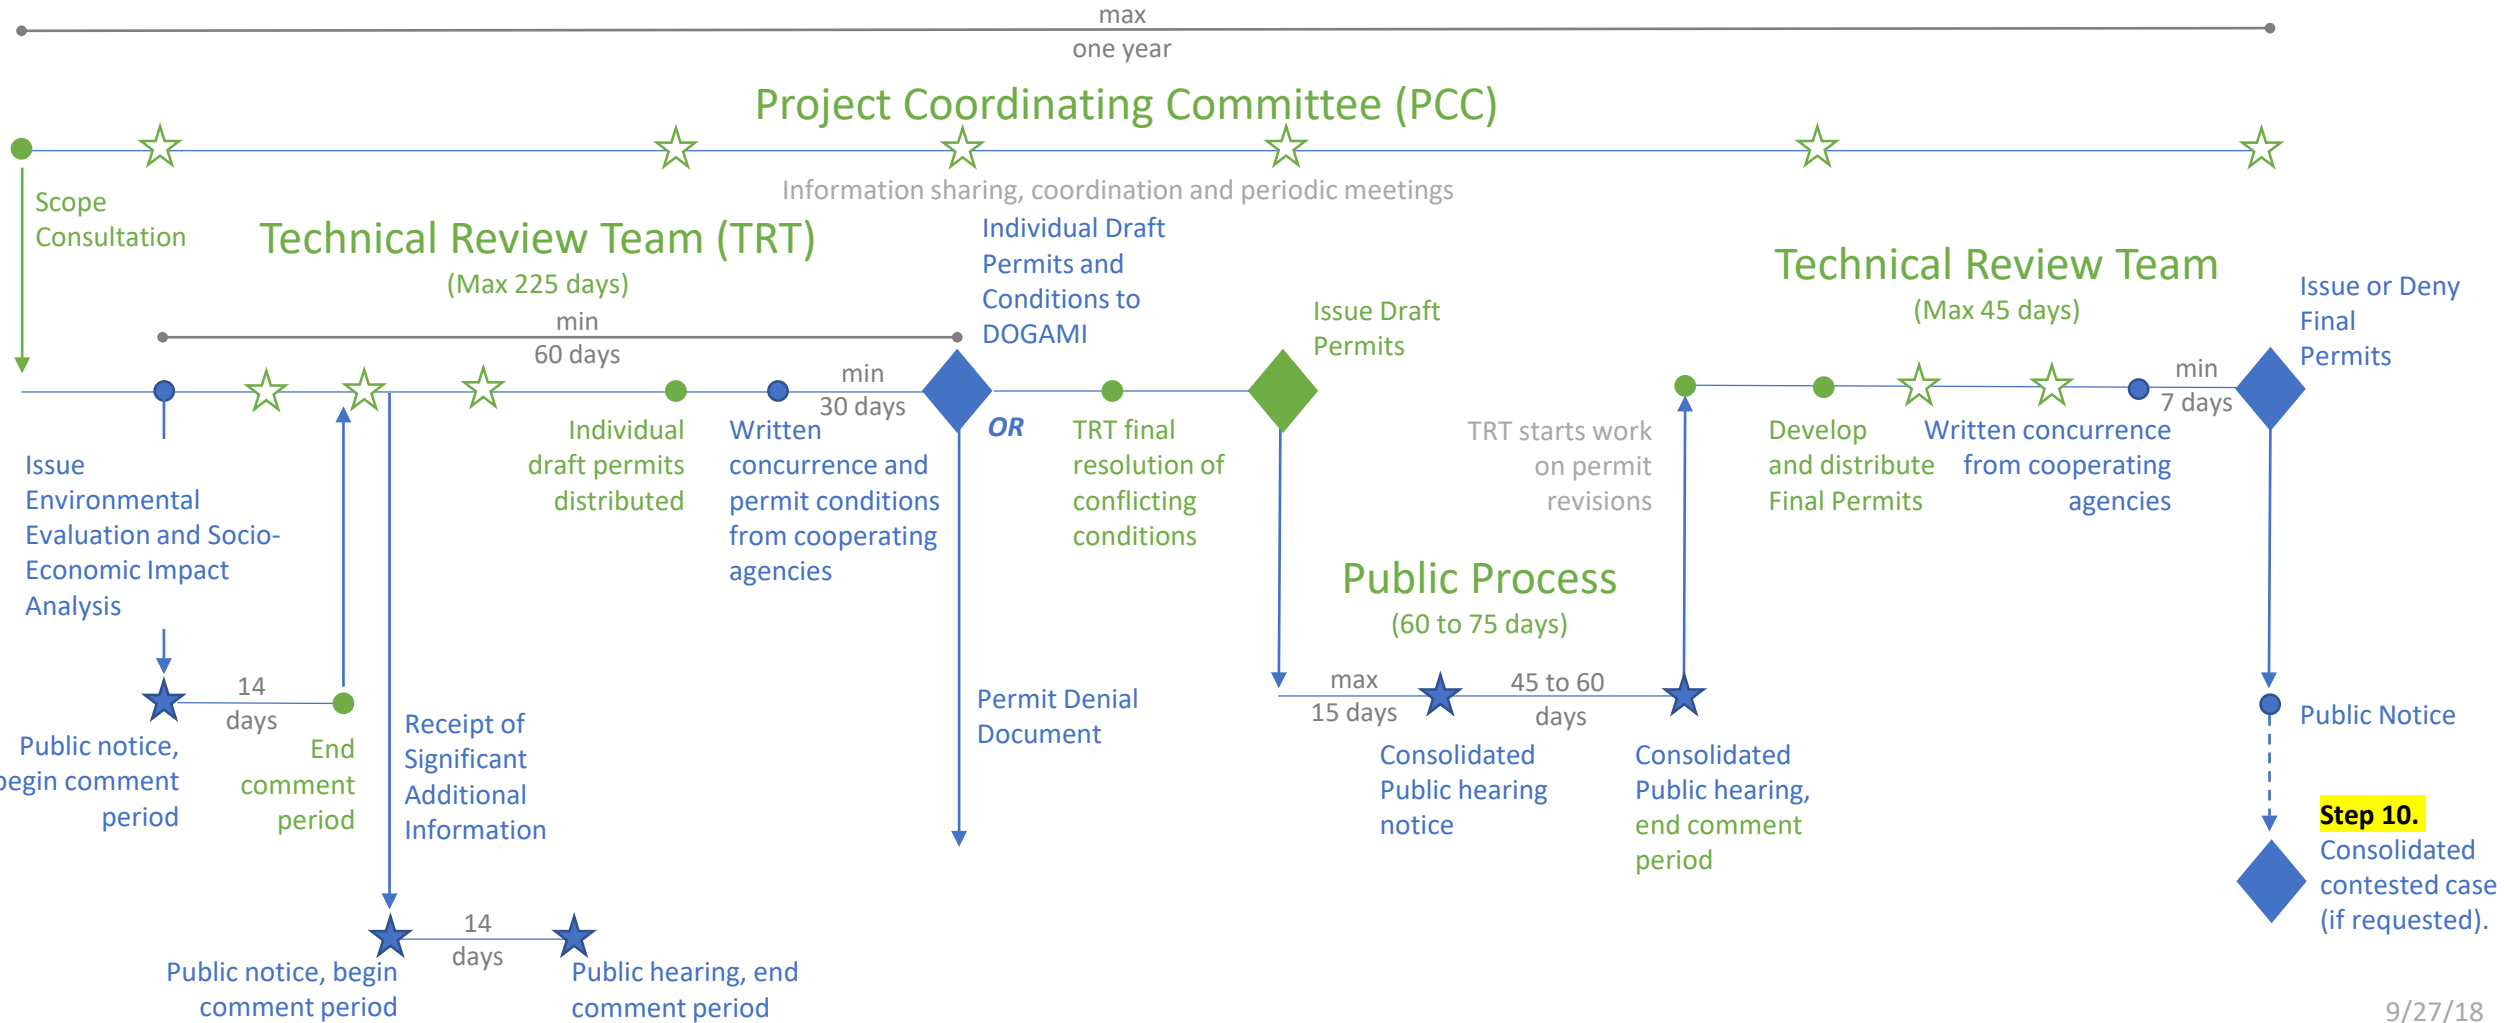 max
one year
Project Coordinating Committee (PCC)
Information sharing, coordination and periodic meetings
Scope
Consultation
Technical Review Team (TRT)
(Max 225 days)
min
60 days
Individual Draft
Permits and
Conditions to
DOGAMI
Issue Draft
Permits
Technical Review Team
(Max 45 days)
Issue or Deny
Final
Permits
min
30 days
min
7 days
Issue
Environmental
Evaluation and Socio-
Economic Impact
Analysis
Individual
draft permits
distributed
Written
concurrence and
permit conditions
from cooperating
agencies
OR
TRT final
resolution of
conflicting
conditions
TRT starts work
on permit
revisions
Develop
and distribute
Final Permits
Written concurrence
from cooperating
agencies
Public Process
(60 to 75 days)
14
days
Public notice,
begin comment
period
End
comment
period
Receipt of
Significant
Additional
Information
Permit Denial
Document
max
15 days
45 to 60
days
Consolidated
Public hearing
notice
Consolidated
Public hearing,
end comment
period
Public Notice
Step 10.
Consolidated
contested case
(if requested).
14
days
Public notice, begin
comment period
Public hearing, end
comment period
9/27/18